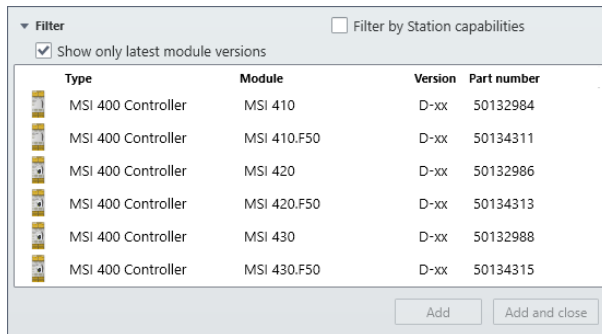 Filter Filter by Station capabilities
Show only latest module versions
Type Module Version Part number
MSI 400 Controller MSI 410 D-xx 50132984
MSI 400 Controller MSI 410.F50 D-xx 50134311
MSI 400 Controller MSI 420 D-xx 50132986
MSI 400 Controller MSI 420.F50 D-xx 50134313
MSI 400 Controller MSI 430 D-xx 50132988
MSI 400 Controller MSI 430.F50 D-xx 50134315
Add Add and close